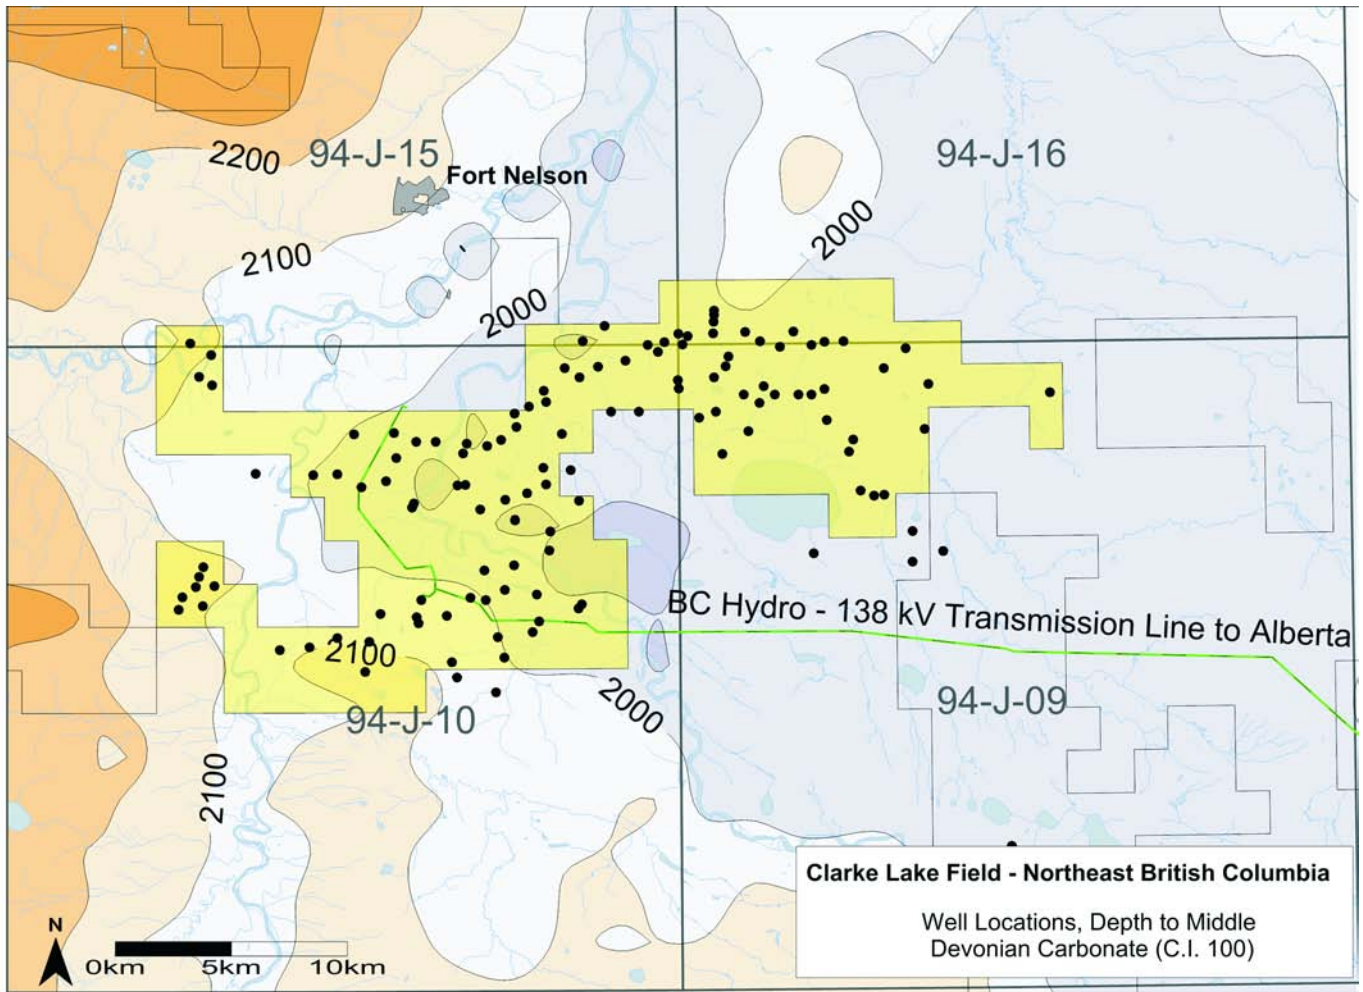 2200
94-J-15
Fort Nelson
94-J-16
2100
2000
2000
BC Hydro - 138 kV Transmission Line to Alberta
2100
2000
94-J-10
94-J-09
2100
Clarke Lake Field - Northeast British Columbia
Well Locations, Depth to Middle
Devonian Carbonate (C.I. 100)
N
0km 5km 10km